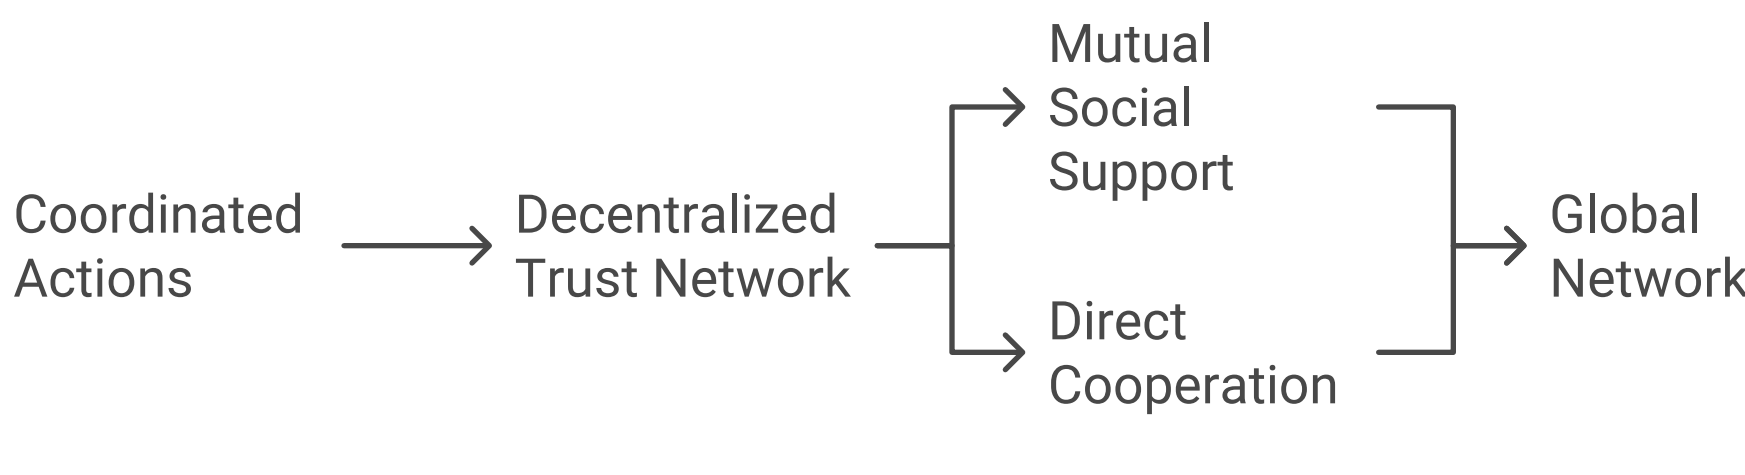 Coordinated
Actions
Decentralized
Trust Network
Mutual
Social
Support
Direct
Cooperation
Global
Network